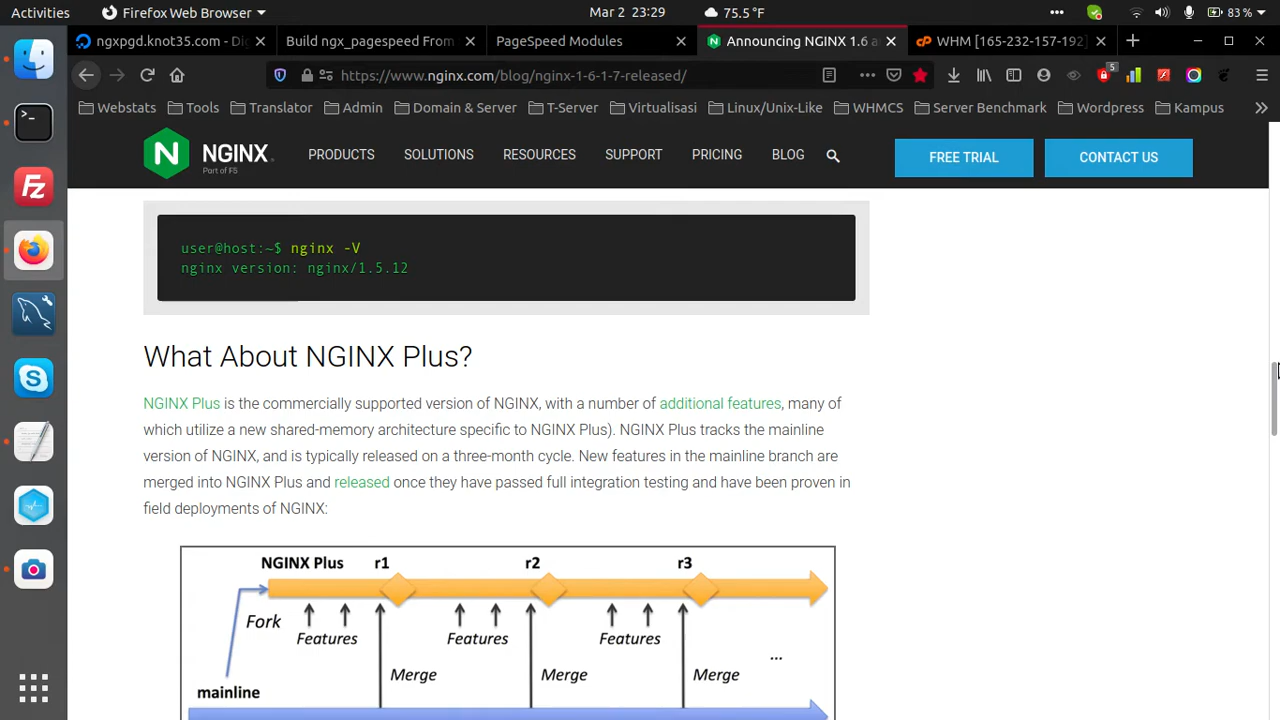 Activities
Firefox Web Browser
Mar 2 23:29
75.5 °F
83 %
ngxpgd.knot35.com - Di
Build ngx_pagespeed From
PageSpeed Modules
Announcing NGINX 1.6 a
WHM [165-232-157-192]
https://www.nginx.com/blog/nginx-1-6-1-7-released/
5
Webstats
Tools
Translator
Admin
Domain & Server
T-Server
Virtualisasi
Linux/Unix-Like
WHMCS
Server Benchmark
Wordpress
Kampus
NGINX
Part of F5
PRODUCTS
SOLUTIONS
RESOURCES
SUPPORT
PRICING
BLOG
FREE TRIAL
CONTACT US
user@host:~$ nginx -V
nginx version: nginx/1.5.12
What About NGINX Plus?
NGINX Plus is the commercially supported version of NGINX, with a number of additional features, many of
which utilize a new shared-memory architecture specific to NGINX Plus). NGINX Plus tracks the mainline
version of NGINX, and is typically released on a three-month cycle. New features in the mainline branch are
merged into NGINX Plus and released once they have passed full integration testing and have been proven in
field deployments of NGINX:
NGINX Plus r1 r2 r3
Fork
Features Features Features
Merge Merge Merge
...
mainline